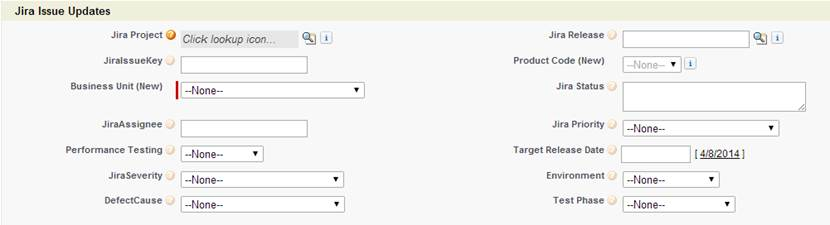 Jira Issue Updates
Jira Project ? Click lookup icon... i Jira Release ? i
JiraIssueKey ? Product Code (New) --None-- i
Business Unit (New) --None-- Jira Status ?
JiraAssignee ? Jira Priority ? --None--
Performance Testing ? --None-- Target Release Date ? [ 4/8/2014 ]
JiraSeverity ? --None-- Environment ? --None--
DefectCause ? --None-- Test Phase ? --None--